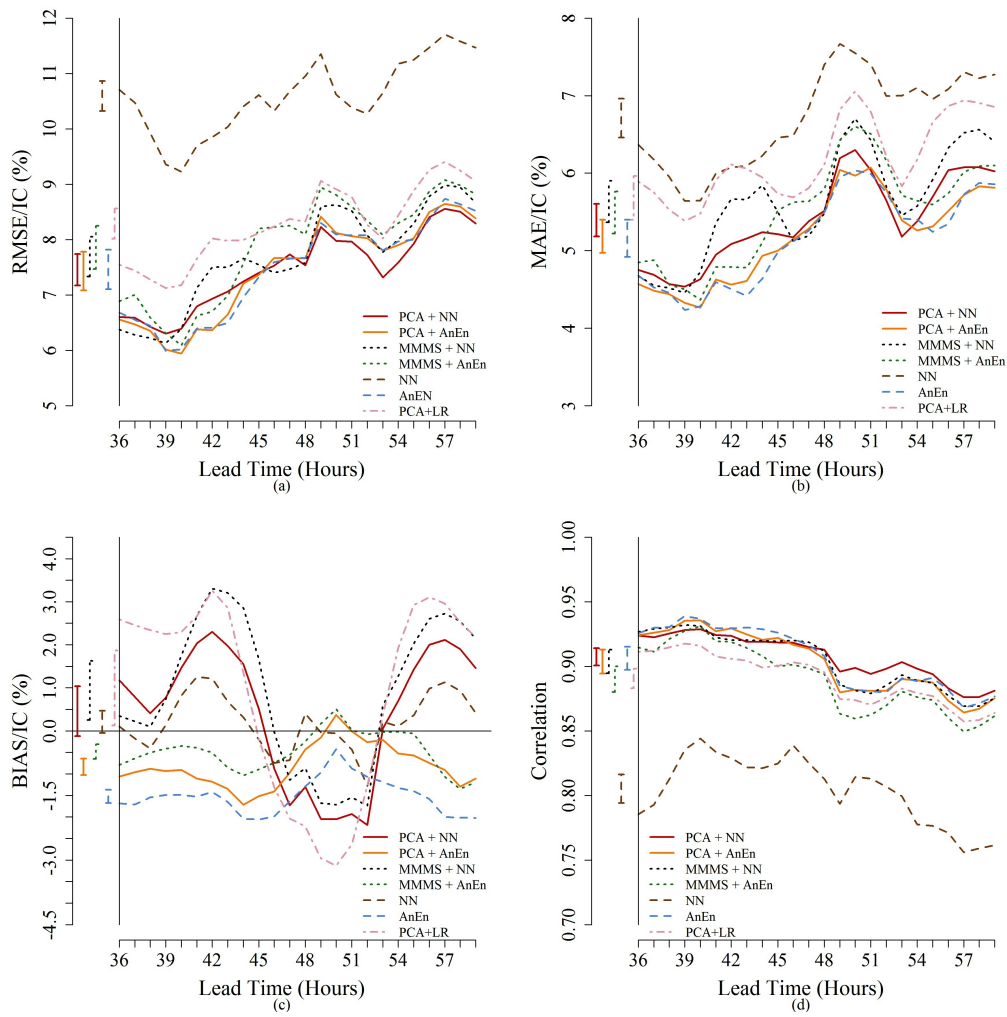 12
11
10
9
8
7
6
5
RMSE/IC (%)
PCA + NN
PCA + AnEn
MMMS + NN
MMMS + AnEn
NN
AnEN
PCA+LR
36 39 42 45 48 51 54 57
Lead Time (Hours)
(a)
8
7
6
5
4
3
MAE/IC (%)
PCA + NN
PCA + AnEn
MMMS + NN
MMMS + AnEn
NN
AnEn
PCA+LR
36 39 42 45 48 51 54 57
Lead Time (Hours)
(b)
4.5
3.0
1.0
0.0
-1.5
-3.0
-4.5
BIAS/IC (%)
PCA + NN
PCA + AnEn
MMMS + NN
MMMS + AnEn
NN
AnEn
PCA+LR
36 39 42 45 48 51 54 57
Lead Time (Hours)
(c)
1.00
0.95
0.90
0.85
0.80
0.75
0.70
Correlation
PCA + NN
PCA + AnEn
MMMS + NN
MMMS + AnEn
NN
AnEn
PCA+LR
36 39 42 45 48 51 54 57
Lead Time (Hours)
(d)